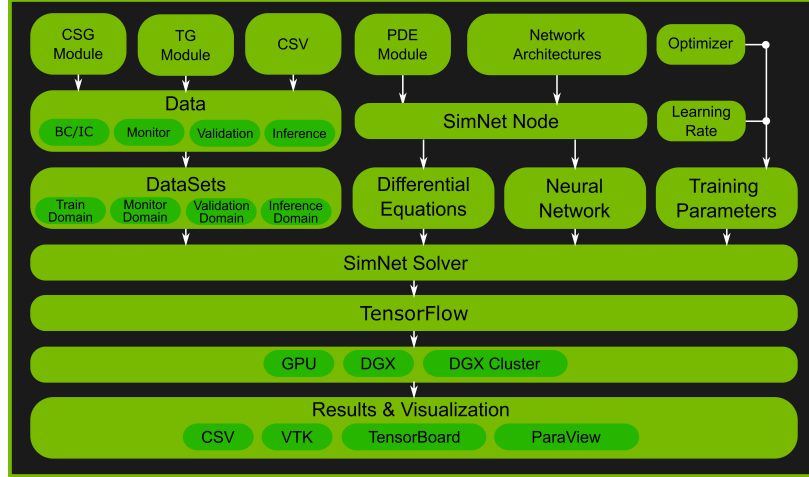 CSG
Module
TG
Module
CSV
PDE
Module
Network
Architectures
Optimizer
Data
BC/IC
Monitor
Validation
Inference
SimNet Node
Learning
Rate
DataSets
Train
Domain
Monitor
Domain
Validation
Domain
Inference
Domain
Differential
Equations
Neural
Network
Training
Parameters
SimNet Solver
TensorFlow
GPU
DGX
DGX Cluster
Results & Visualization
CSV
VTK
TensorBoard
ParaView